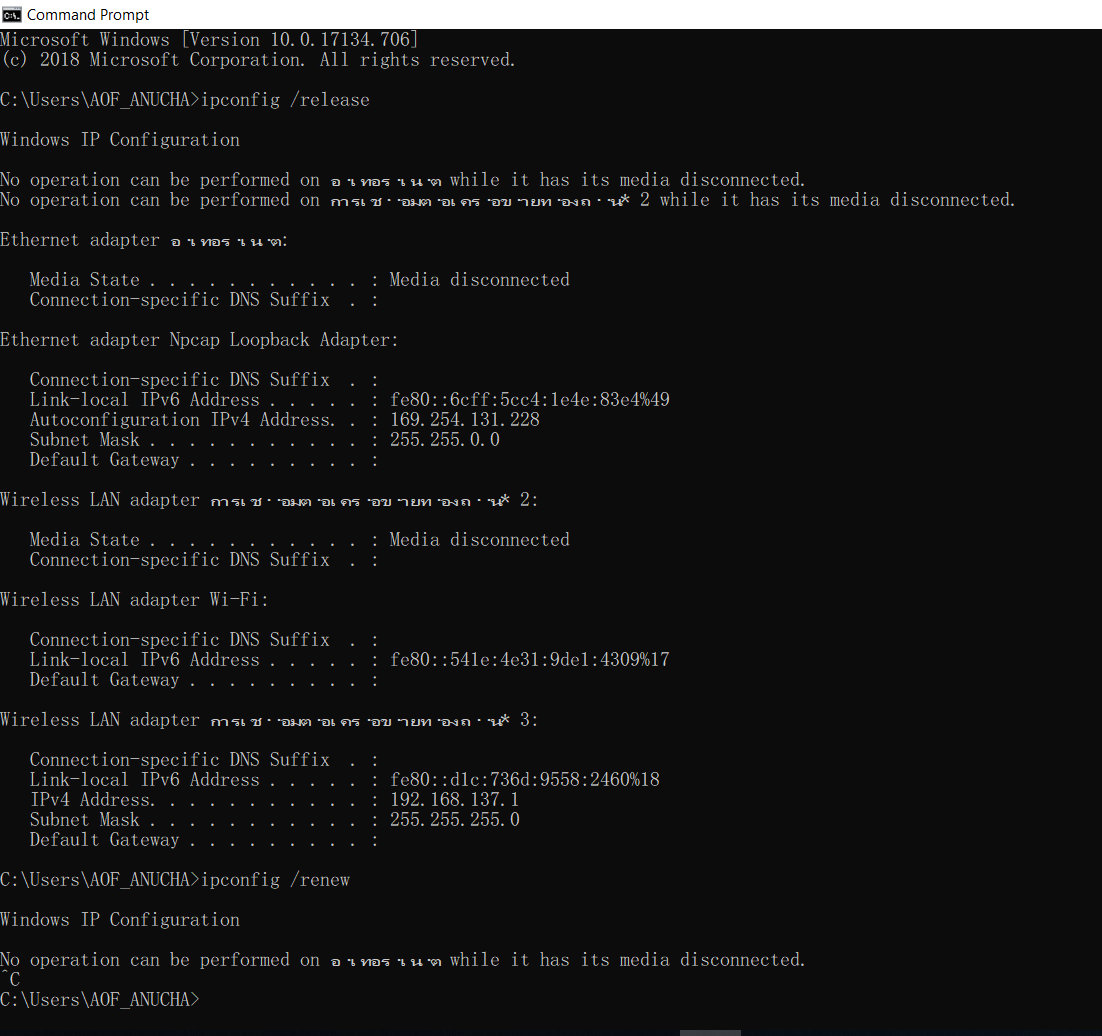 Command Prompt
Microsoft Windows [Version 10.0.17134.706]
(c) 2018 Microsoft Corporation. All rights reserved.
C:\Users\AOF_ANUCHA>ipconfig /release
Windows IP Configuration
No operation can be performed on อีเทอร์เน็ต while it has its media disconnected.
No operation can be performed on การเชื่อมต่อเครือข่ายท้องถิ่น* 2 while it has its media disconnected.
Ethernet adapter อีเทอร์เน็ต:
Media State . . . . . . . . . . . : Media disconnected
Connection-specific DNS Suffix . :
Ethernet adapter Npcap Loopback Adapter:
Connection-specific DNS Suffix . :
Link-local IPv6 Address . . . . . : fe80::6cff:5cc4:1e4e:83e4%49
Autoconfiguration IPv4 Address. . : 169.254.131.228
Subnet Mask . . . . . . . . . . . : 255.255.0.0
Default Gateway . . . . . . . . . :
Wireless LAN adapter การเชื่อมต่อเครือข่ายท้องถิ่น* 2:
Media State . . . . . . . . . . . : Media disconnected
Connection-specific DNS Suffix . :
Wireless LAN adapter Wi-Fi:
Connection-specific DNS Suffix . :
Link-local IPv6 Address . . . . . : fe80::541e:4e31:9de1:4309%17
Default Gateway . . . . . . . . . :
Wireless LAN adapter การเชื่อมต่อเครือข่ายท้องถิ่น* 3:
Connection-specific DNS Suffix . :
Link-local IPv6 Address . . . . . : fe80::d1c:736d:9558:2460%18
IPv4 Address. . . . . . . . . . . : 192.168.137.1
Subnet Mask . . . . . . . . . . . : 255.255.255.0
Default Gateway . . . . . . . . . :
C:\Users\AOF_ANUCHA>ipconfig /renew
Windows IP Configuration
No operation can be performed on อีเทอร์เน็ต while it has its media disconnected.
^C
C:\Users\AOF_ANUCHA>